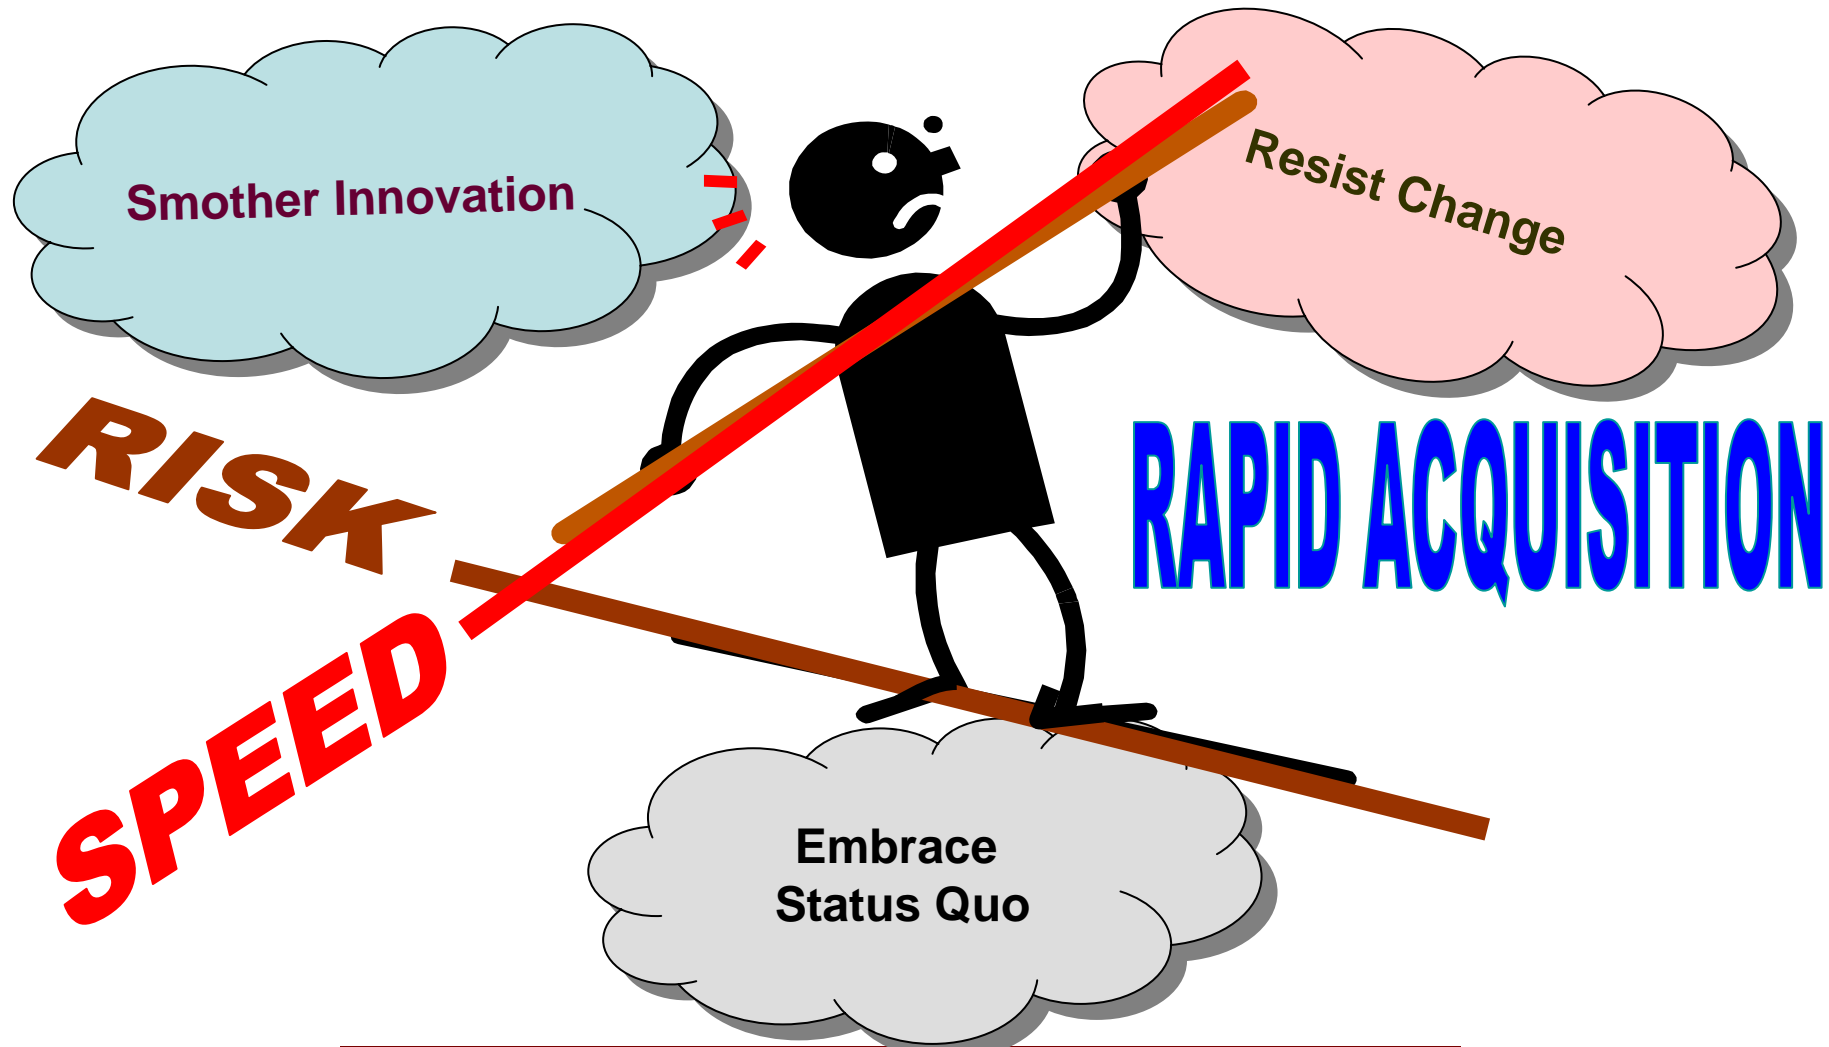 Smother Innovation
Resist Change
RISK
RAPID ACQUISITION
SPEED
Embrace
Status Quo